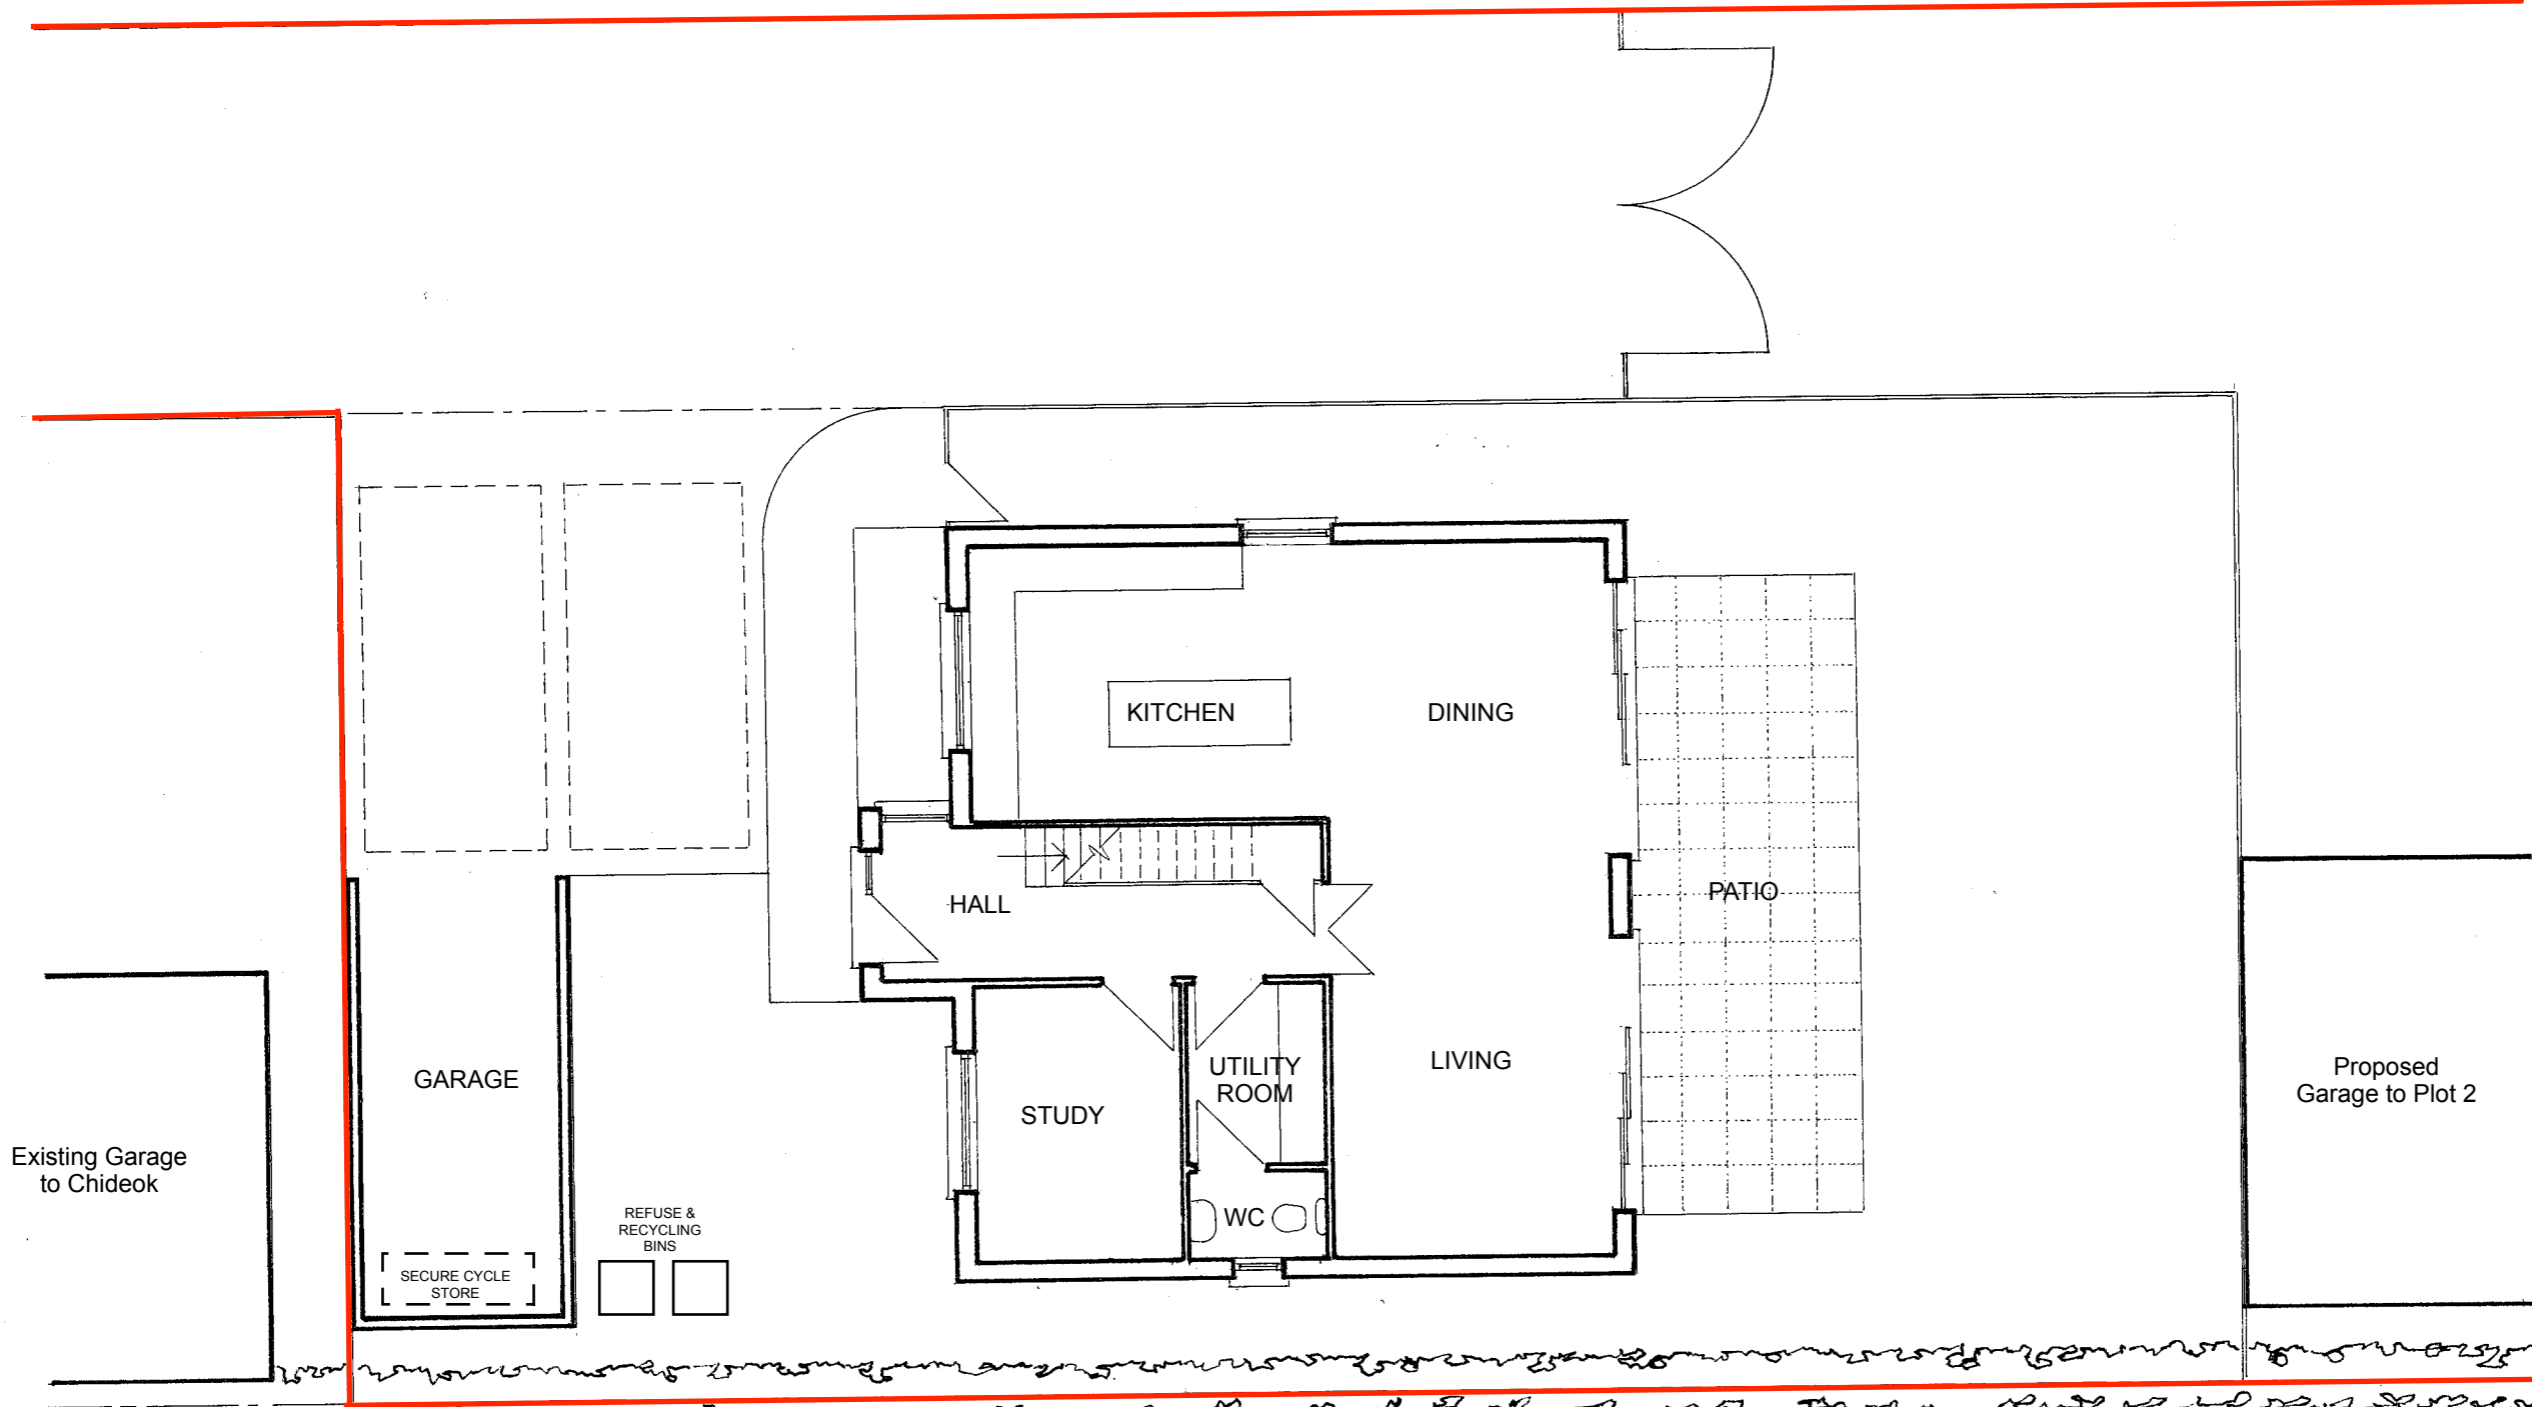 KITCHEN
DINING
HALL
PATIO
GARAGE
STUDY
UTILITY
ROOM
LIVING
Proposed
Garage to Plot 2
Existing Garage
to Chideok
REFUSE &
RECYCLING
BINS
WC
SECURE CYCLE
STORE